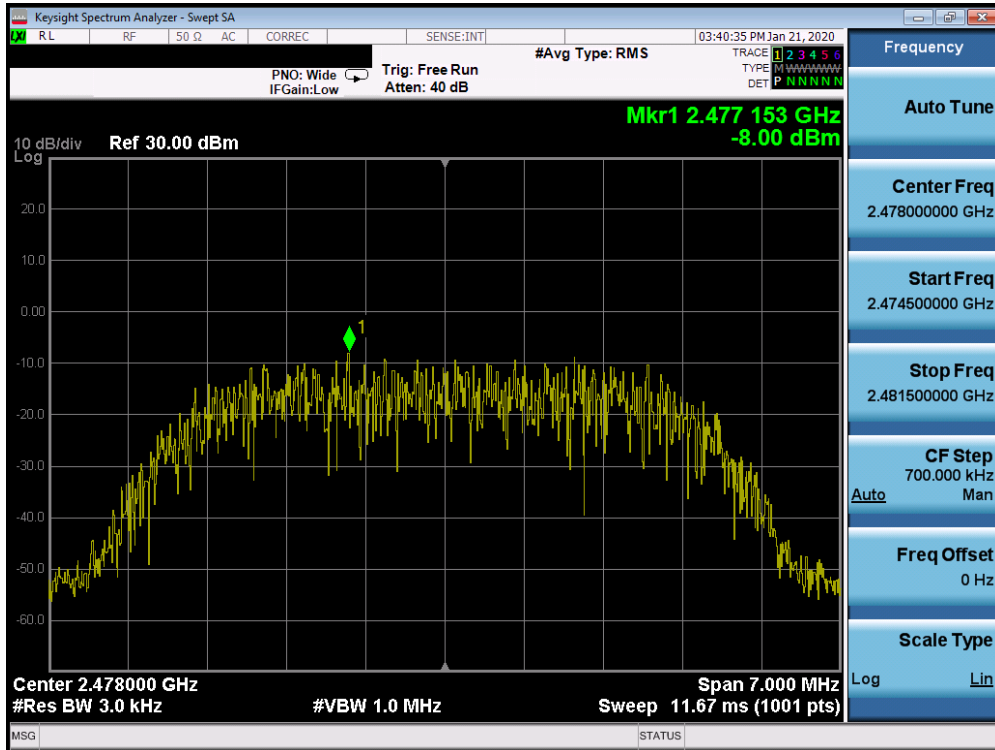 Keysight Spectrum Analyzer - Swept SA
LXI RL RF 50 Ω AC CORREC SENSE:INT 03:40:35 PM Jan 21, 2020
#Avg Type: RMS TRACE 1 2 3 4 5 6
PNO: Wide Trig: Free Run TYPE M WWWWW
IFGain:Low Atten: 40 dB DET P N N N N N
Mkr1 2.477 153 GHz
-8.00 dBm
10 dB/div Ref 30.00 dBm
Log
20.0
10.0
0.00
1
-10.0
-20.0
-30.0
-40.0
-50.0
-60.0
Center 2.478000 GHz Span 7.000 MHz
#Res BW 3.0 kHz #VBW 1.0 MHz Sweep 11.67 ms (1001 pts)
MSG STATUS
Frequency
Auto Tune
Center Freq
2.478000000 GHz
Start Freq
2.474500000 GHz
Stop Freq
2.481500000 GHz
CF Step
700.000 kHz
Auto Man
Freq Offset
0 Hz
Scale Type
Log Lin